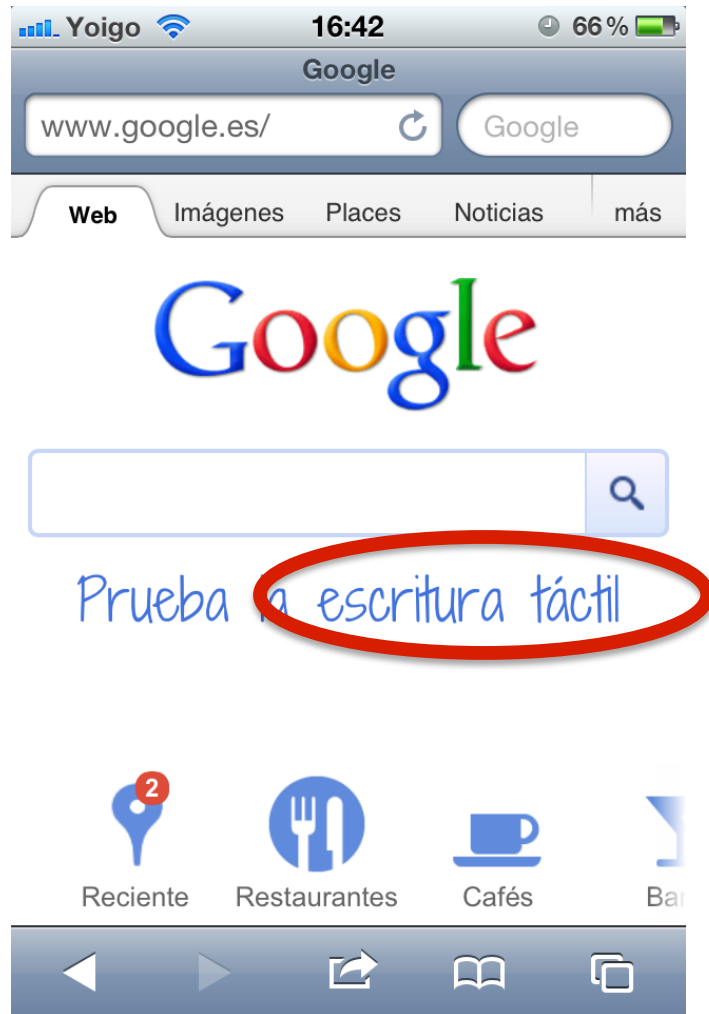 Yoigo 16:42 66%
Google
www.google.es/ Google
Web Imágenes Places Noticias más
Google
Prueba la escritura táctil
2
Reciente Restaurantes Cafés